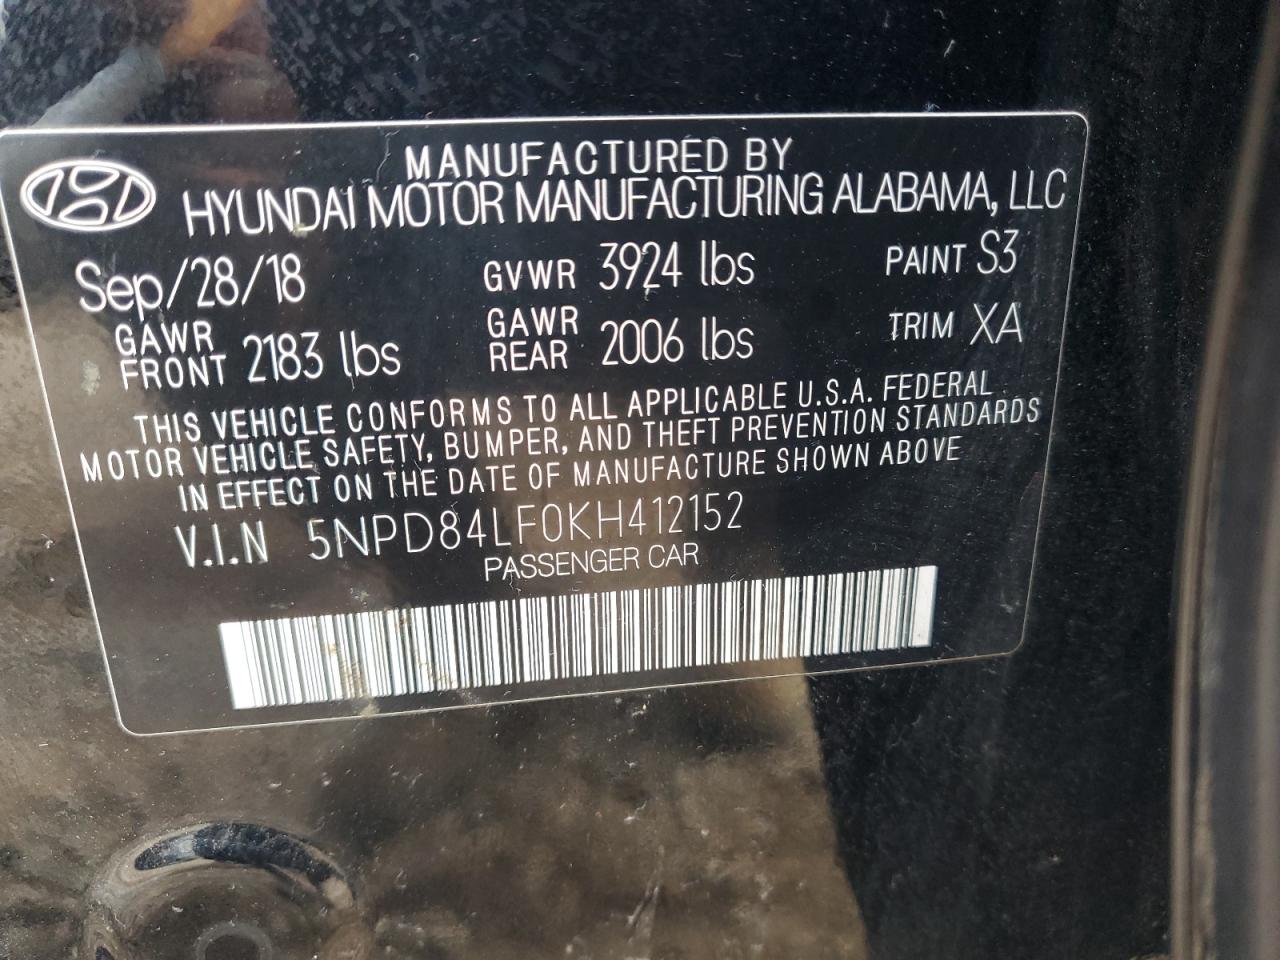 MANUFACTURED BY
HYUNDAI MOTOR MANUFACTURING ALABAMA, LLC
Sep/28/18 GVWR 3924 lbs PAINT S3
GAWR FRONT 2183 lbs GAWR REAR 2006 lbs TRIM XA
THIS VEHICLE CONFORMS TO ALL APPLICABLE U.S.A. FEDERAL
MOTOR VEHICLE SAFETY, BUMPER, AND THEFT PREVENTION STANDARDS
IN EFFECT ON THE DATE OF MANUFACTURE SHOWN ABOVE
V.I.N 5NPD84LF0KH412152
PASSENGER CAR